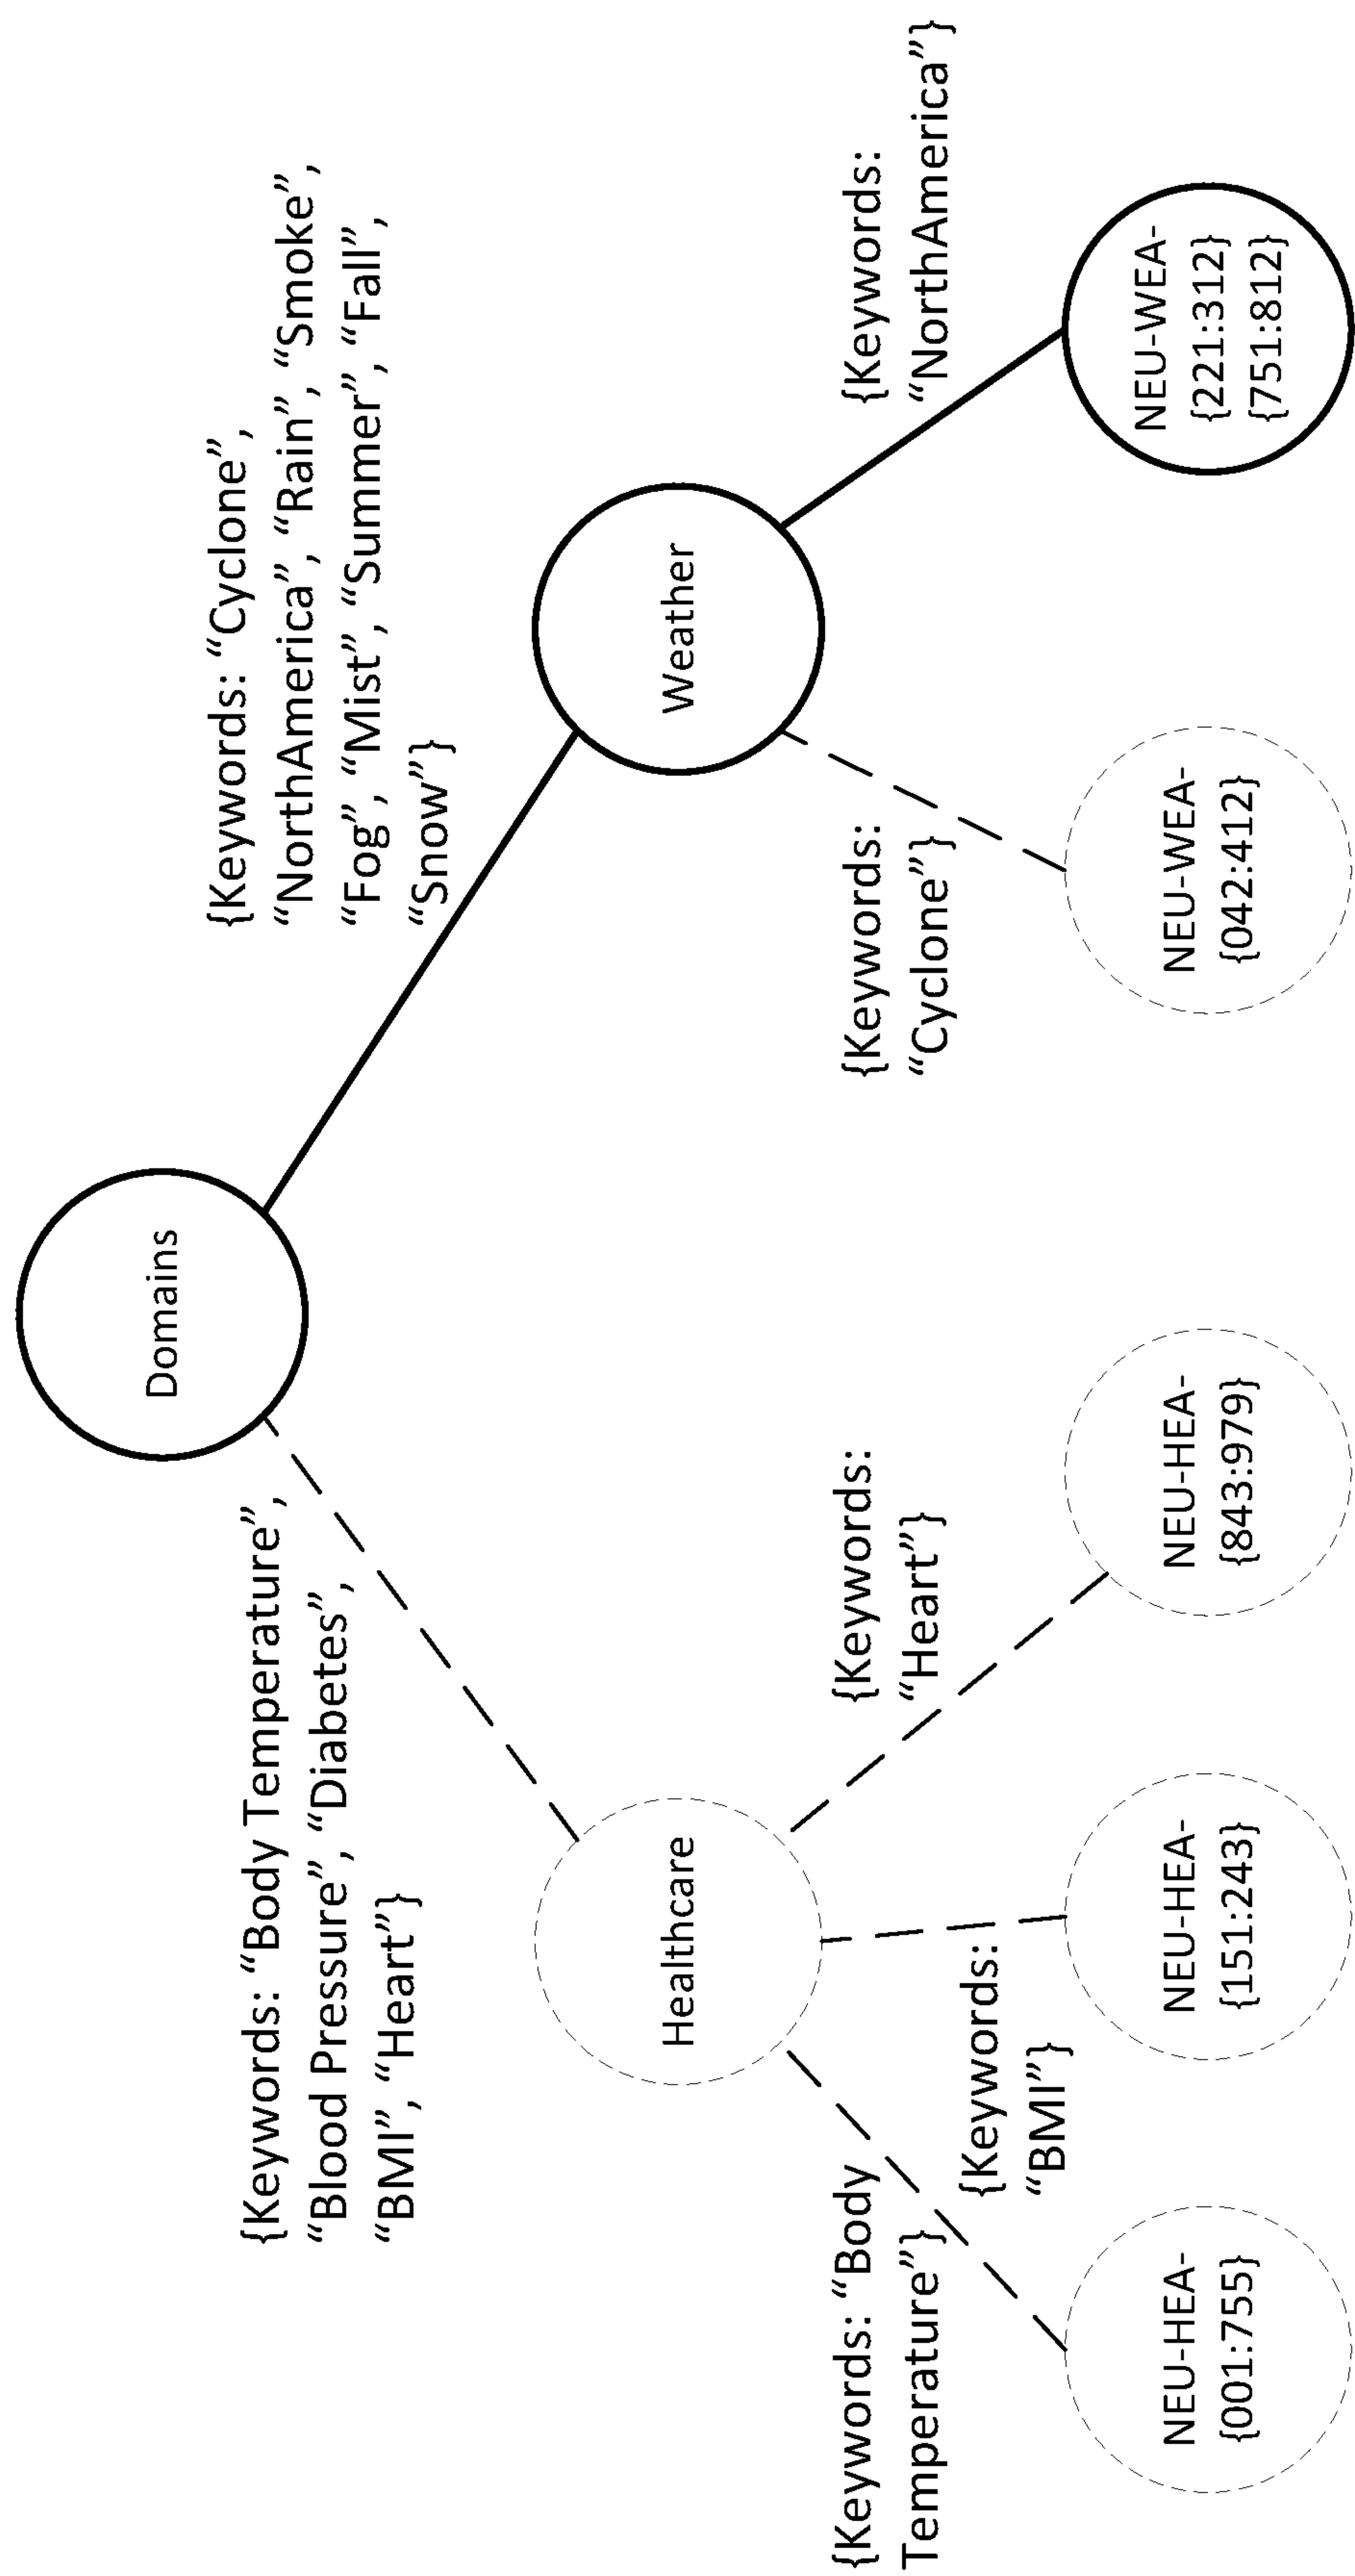 Domains
{Keywords: “Body Temperature”,
“Blood Pressure”, “Diabetes”,
“BMI”, “Heart”}
{Keywords: “Cyclone”,
“NorthAmerica”, “Rain”, “Smoke”,
“Fog”, “Mist”, “Summer”, “Fall”,
“Snow”}
Healthcare
Weather
{Keywords: “Body
Temperature”}
{Keywords:
“BMI”}
{Keywords:
“Heart”}
{Keywords:
“Cyclone”}
{Keywords:
“NorthAmerica”}
NEU-HEA-
{001:755}
NEU-HEA-
{151:243}
NEU-HEA-
{843:979}
NEU-WEA-
{042:412}
NEU-WEA-
{221:312}
{751:812}